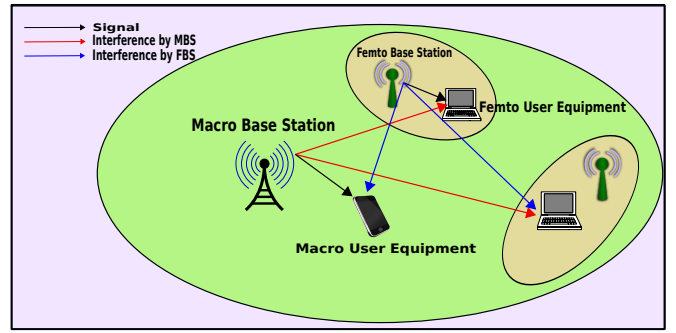 Signal
Interference by MBS
Interference by FBS
Femto Base Station
Femto User Equipment
Macro Base Station
Macro User Equipment